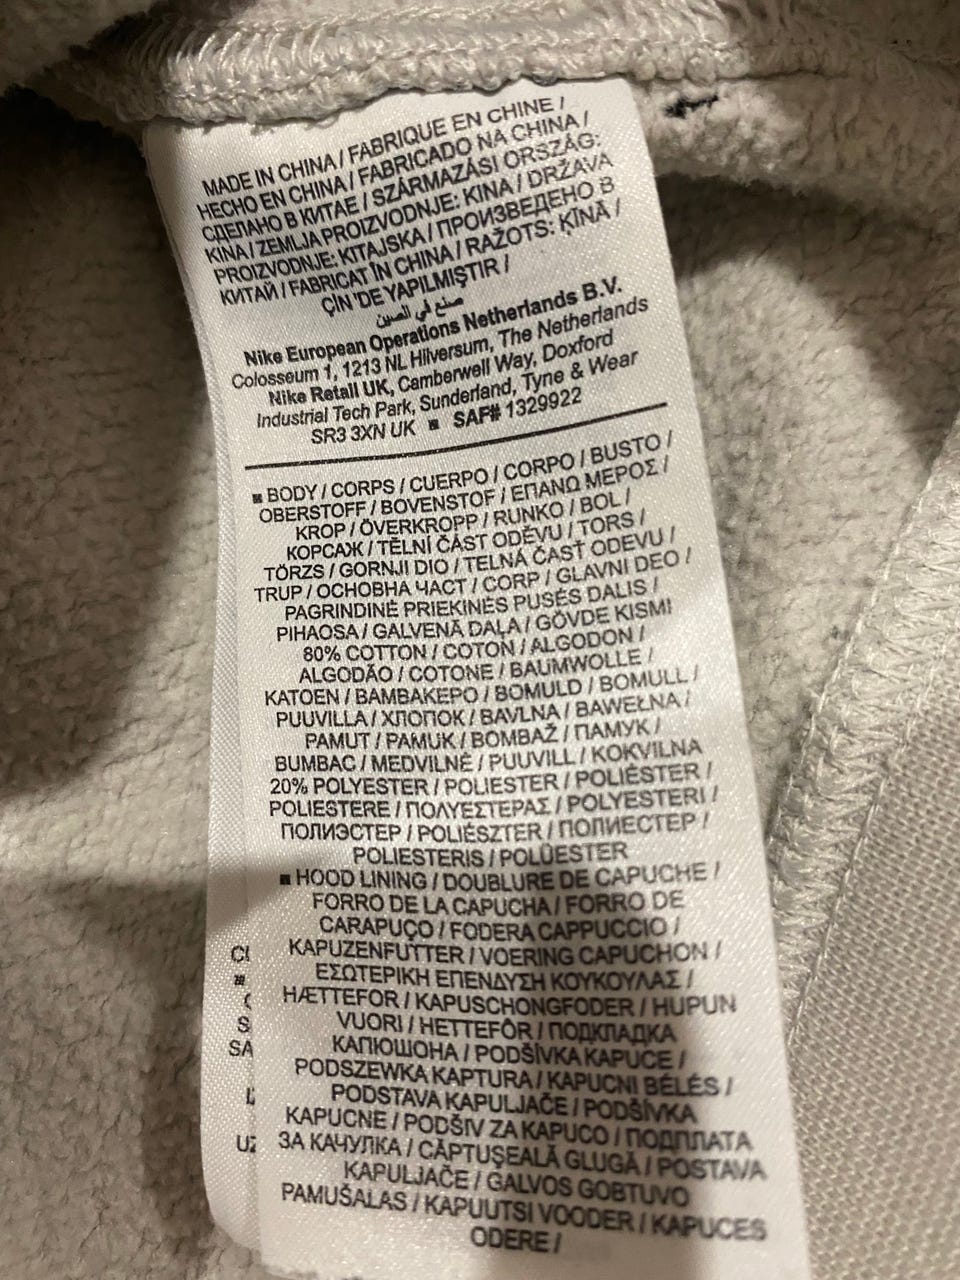 MADE IN CHINA / FABRIQUE EN CHINE /
HECHO EN CHINA / FABRICADO NA CHINA /
СДЕЛАНО В КИТАЕ / SZÁRMAZÁSI ORSZÁG:
KINA / ZEMLJA PROIZVODNJE: KINA / DRŽAVA
PROIZVODNJE: KITAJSKA / ПРОИЗВЕДЕНО В
КИТАЙ / FABRICAT ÎN CHINA / RAŽOTS: ĶĪNĀ /
ÇİN 'DE YAPILMIŞTIR /
صنع في الصين
Nike European Operations Netherlands B.V.
Colosseum 1, 1213 NL Hilversum, The Netherlands
Nike Retail UK, Camberwell Way, Doxford
Industrial Tech Park, Sunderland, Tyne & Wear
SR3 3XN UK ■ SAF# 1329922
■ BODY / CORPS / CUERPO / CORPO / BUSTO /
OBERSTOFF / BOVENSTOF / ΕΠΑΝΩ ΜΕΡΟΣ /
KROP / ÖVERKROPP / RUNKO / BOL /
КОРСАЖ / TĚLNÍ ČÁST ODĚVU / TORS /
TÖRZS / GORNJI DIO / TELNÁ ČASŤ ODEVU /
TRUP / ОСНОВНА ЧАСТ / CORP / GLAVNI DEO /
PAGRINDINĖ PRIEKINĖS PUSĖS DALIS /
PIHAOSA / GALVENĀ DAĻA / GÖVDE KISMI
80% COTTON / COTON / ALGODON /
ALGODÃO / COTONE / BAUMWOLLE /
KATOEN / ΒΑΜΒΑΚΕΡΟ / BOMULD / BOMULL /
PUUVILLA / ХЛОПОК / BAVLNA / BAWEŁNA /
PAMUT / PAMUK / BOMBAŽ / ПАМУК /
BUMBAC / MEDVILNĖ / PUUVILL / KOKVILNA
20% POLYESTER / POLIESTER / POLIÉSTER /
POLIESTERE / ΠΟΛΥΕΣΤΕΡΑΣ / POLYESTERI /
ПОЛИЭСТЕР / POLIÉSZTER / ПОЛИЕСТЕР /
POLIESTERIS / POLÜESTER
■ HOOD LINING / DOUBLURE DE CAPUCHE /
FORRO DE LA CAPUCHA / FORRO DE
CARAPUÇO / FODERA CAPPUCCIO /
KAPUZENFUTTER / VOERING CAPUCHON /
ΕΣΩΤΕΡΙΚΗ ΕΠΕΝΔΥΣΗ ΚΟΥΚΟΥΛΑΣ /
HÆTTEFOR / KAPUSCHONGFODER / HUPUN
VUORI / HETTEFÔR / ПОДКЛАДКА
КАПЮШОНА / PODŠÍVKA KAPUCE /
PODSZEWKA KAPTURA / KAPUCNI BÉLÉS /
PODSTAVA KAPULJAČE / PODŠÍVKA
KAPUCNE / PODŠIV ZA KAPUCO / ПОДПЛАТА
ЗА КАЧУЛКА / CĂPTUŞEALĂ GLUGĂ / POSTAVA
KAPULJAČE / GALVOS GOBTUVO
PAMUŠALAS / KAPUUTSI VOODER / KAPUCES
ODERE /